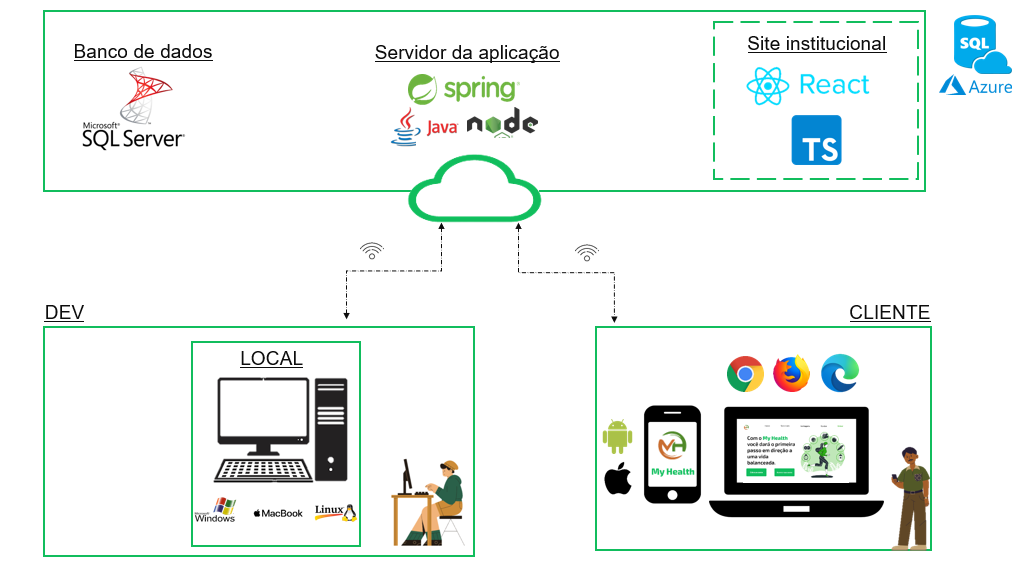 Banco de dados
Microsoft®
SQL Server®
Servidor da aplicação
spring
Java
node
Site institucional
React
TS
SQL
Azure
DEV
LOCAL
Microsoft
Windows
MacBook
Linux
CLIENTE
MH
My Health
Com o My Health
você dará o primeiro
passo em direção a
uma vida
balanceada.